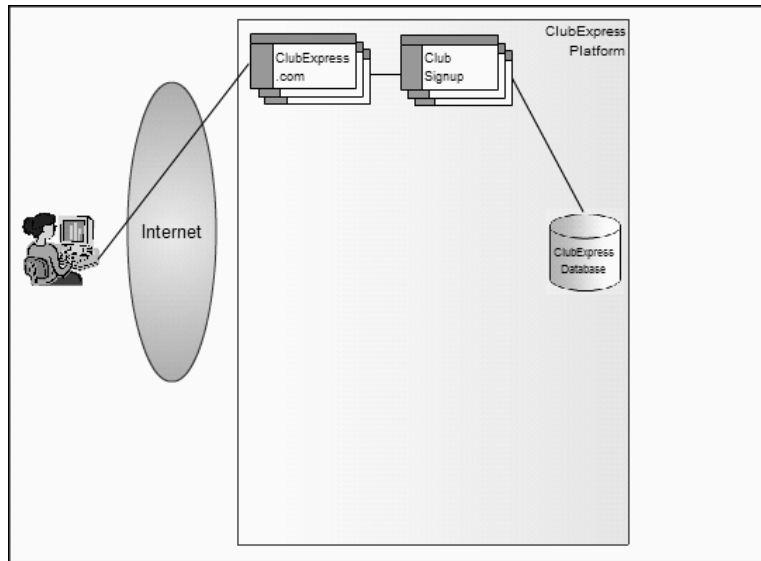 ClubExpress
Platform
ClubExpress
.com
Club
Signup
Internet
ClubExpress
Database